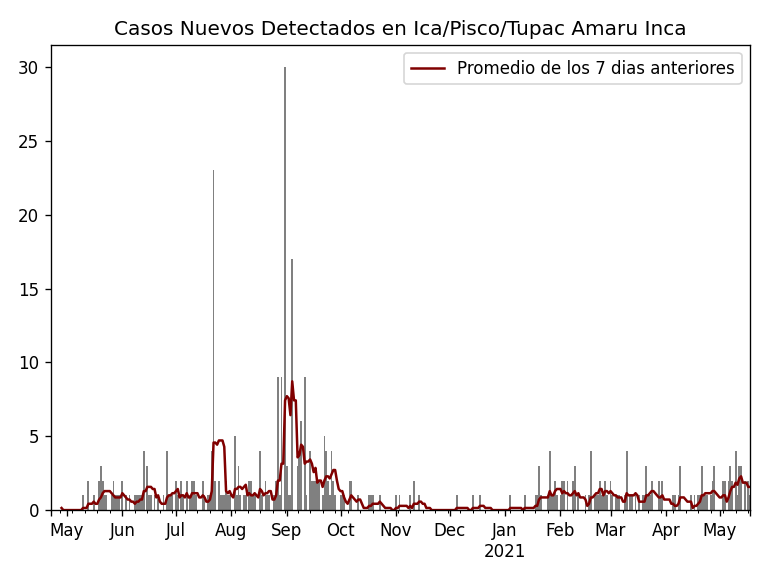 Casos Nuevos Detectados en Ica/Pisco/Tupac Amaru Inca
Promedio de los 7 dias anteriores
30
25
20
15
10
5
0
May Jun Jul Aug Sep Oct Nov Dec Jan Feb Mar Apr May
2021